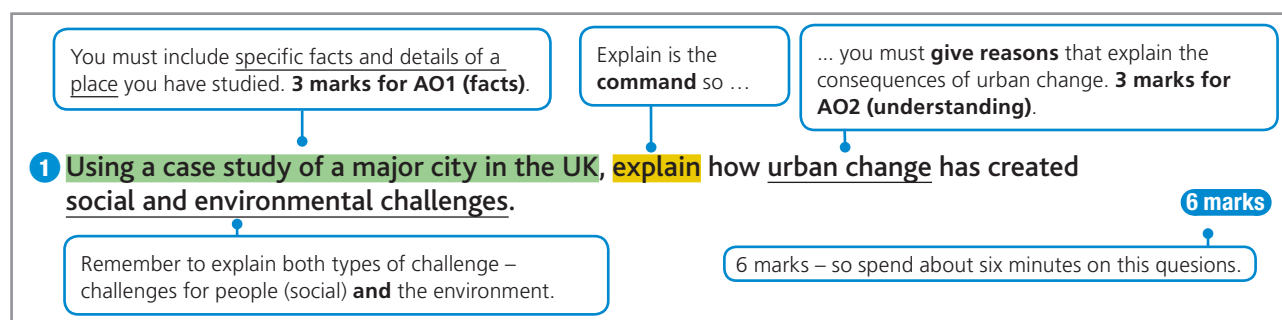 You must include specific facts and details of a
place you have studied. 3 marks for AO1 (facts).
Explain is the
command so …
... you must give reasons that explain the
consequences of urban change. 3 marks for
AO2 (understanding).
1 Using a case study of a major city in the UK, explain how urban change has created
social and environmental challenges.
6 marks
Remember to explain both types of challenge –
challenges for people (social) and the environment.
6 marks – so spend about six minutes on this quesions.